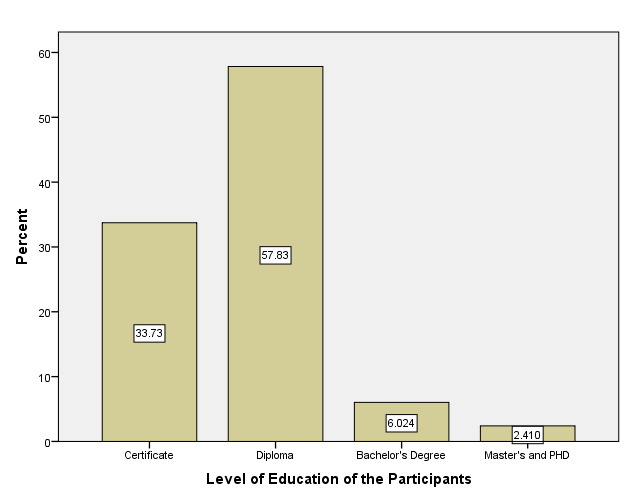 60
50
40
30
20
10
0
Percent
33.73
57.83
6.024
2.410
Certificate
Diploma
Bachelor's Degree
Master's and PHD
Level of Education of the Participants